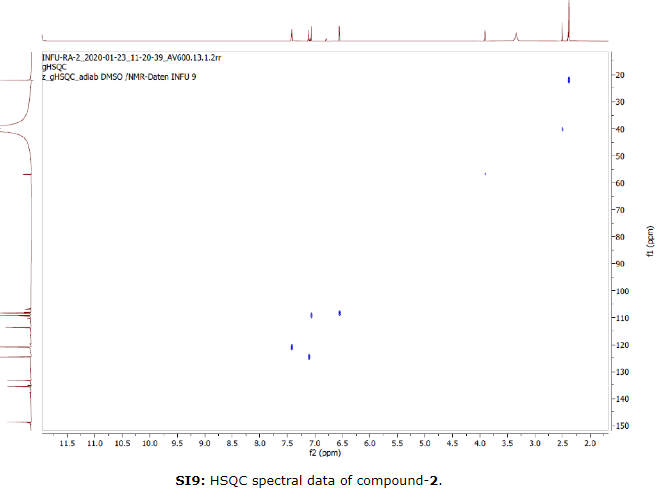 INFU-RA-2_2020-01-23_11-20-39_AV600.13.1.2rr
gHSQC
z_gHSQC_adiab DMSO /NMR-Daten INFU 9
20
30
40
50
60
70
80
90
100
110
120
130
140
150
f1 (ppm)
11.5 11.0 10.5 10.0 9.5 9.0 8.5 8.0 7.5 7.0 6.5 6.0 5.5 5.0 4.5 4.0 3.5 3.0 2.5 2.0
f2 (ppm)
SI9: HSQC spectral data of compound-2.